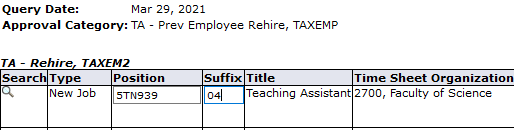 Query Date: Mar 29, 2021
Approval Category: TA - Prev Employee Rehire, TAXEMP
TA - Rehire, TAXEM2
Search Type Position Suffix Title Time Sheet Organization
New Job 5TN939 04 Teaching Assistant 2700, Faculty of Science